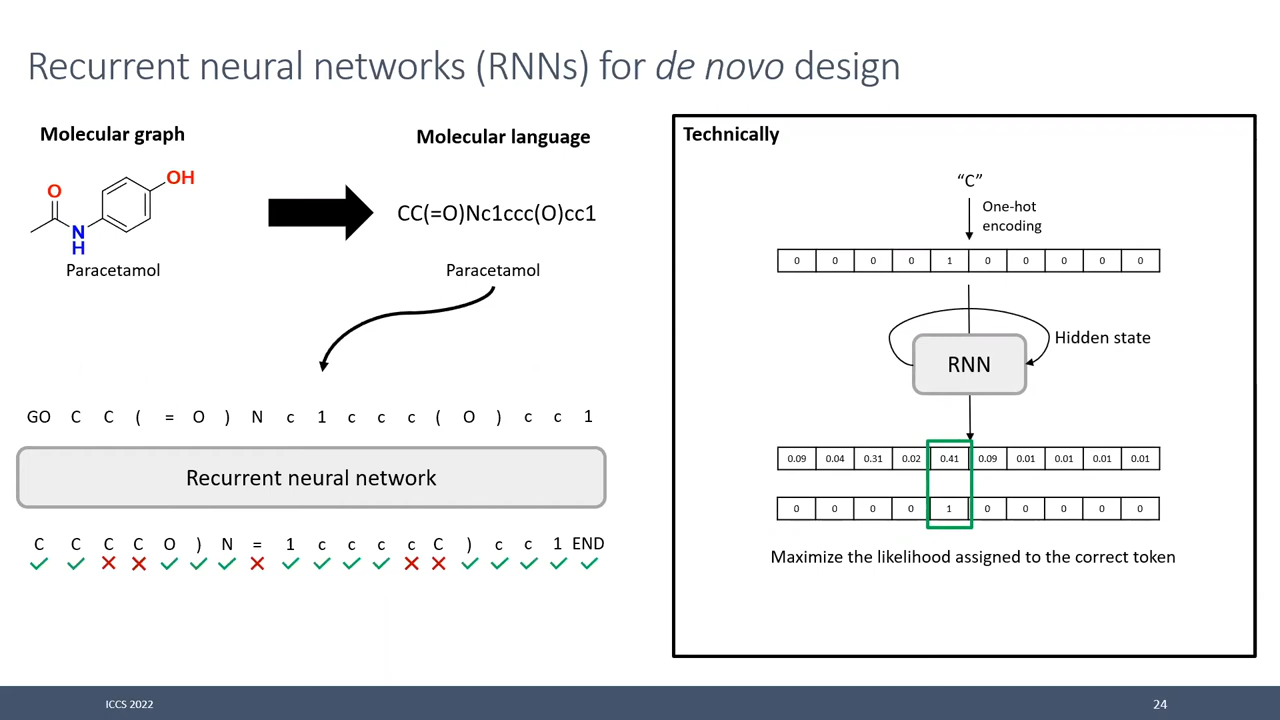 Recurrent neural networks (RNNs) for de novo design
Molecular graph
Molecular language
O
OH
N
H
CC(=O)Nc1ccc(O)cc1
Paracetamol
Paracetamol
GO C C ( = O ) N c 1 c c c ( O ) c c 1
Recurrent neural network
C C C C O ) N = 1 c c c c C ) c c 1 END
Technically
“C”
One-hot
encoding
0 0 0 0 1 0 0 0 0 0
Hidden state
RNN
0.09 0.04 0.31 0.02 0.41 0.09 0.01 0.01 0.01 0.01
0 0 0 0 1 0 0 0 0 0
Maximize the likelihood assigned to the correct token
ICCS 2022
24